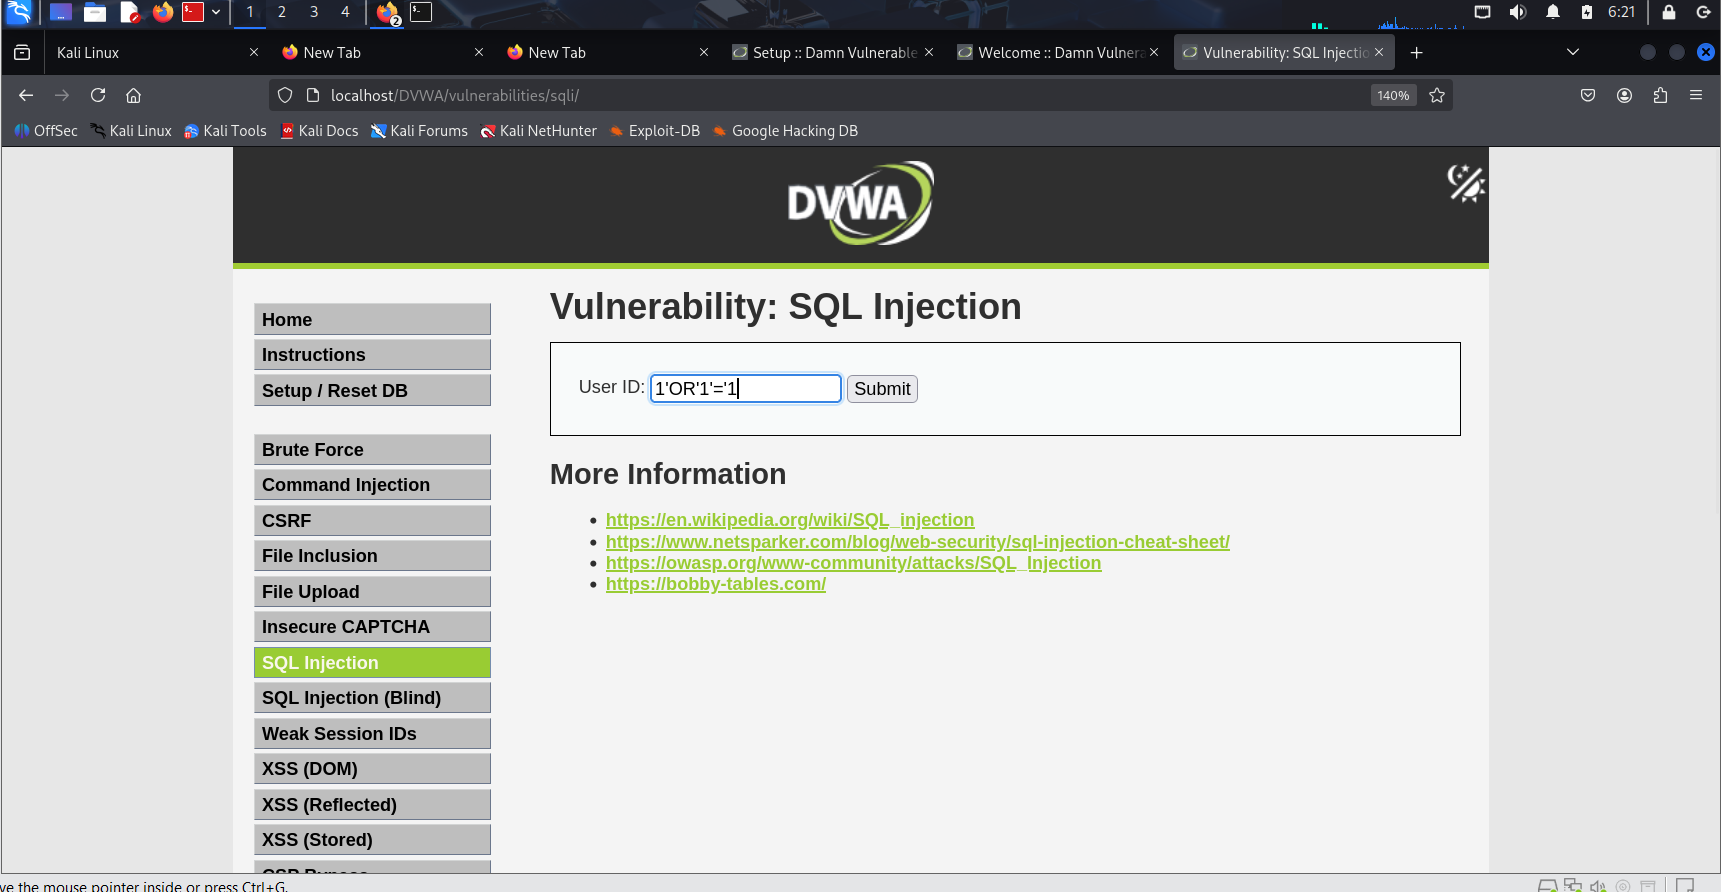 1 2 3 4 2 6:21
Kali Linux New Tab New Tab Setup :: Damn Vulnerable Welcome :: Damn Vulnera Vulnerability: SQL Injectio
localhost/DVWA/vulnerabilities/sqli/ 140%
OffSec Kali Linux Kali Tools Kali Docs Kali Forums Kali NetHunter Exploit-DB Google Hacking DB
DVWA
Vulnerability: SQL Injection
Home
Instructions
Setup / Reset DB
User ID: 1'OR'1'='1 Submit
Brute Force
Command Injection
CSRF
File Inclusion
File Upload
Insecure CAPTCHA
SQL Injection
SQL Injection (Blind)
Weak Session IDs
XSS (DOM)
XSS (Reflected)
XSS (Stored)
CSP Bypass
More Information
https://en.wikipedia.org/wiki/SQL_injection
https://www.netsparker.com/blog/web-security/sql-injection-cheat-sheet/
https://owasp.org/www-community/attacks/SQL_Injection
https://bobby-tables.com/
ve the mouse pointer inside or press Ctrl+G.